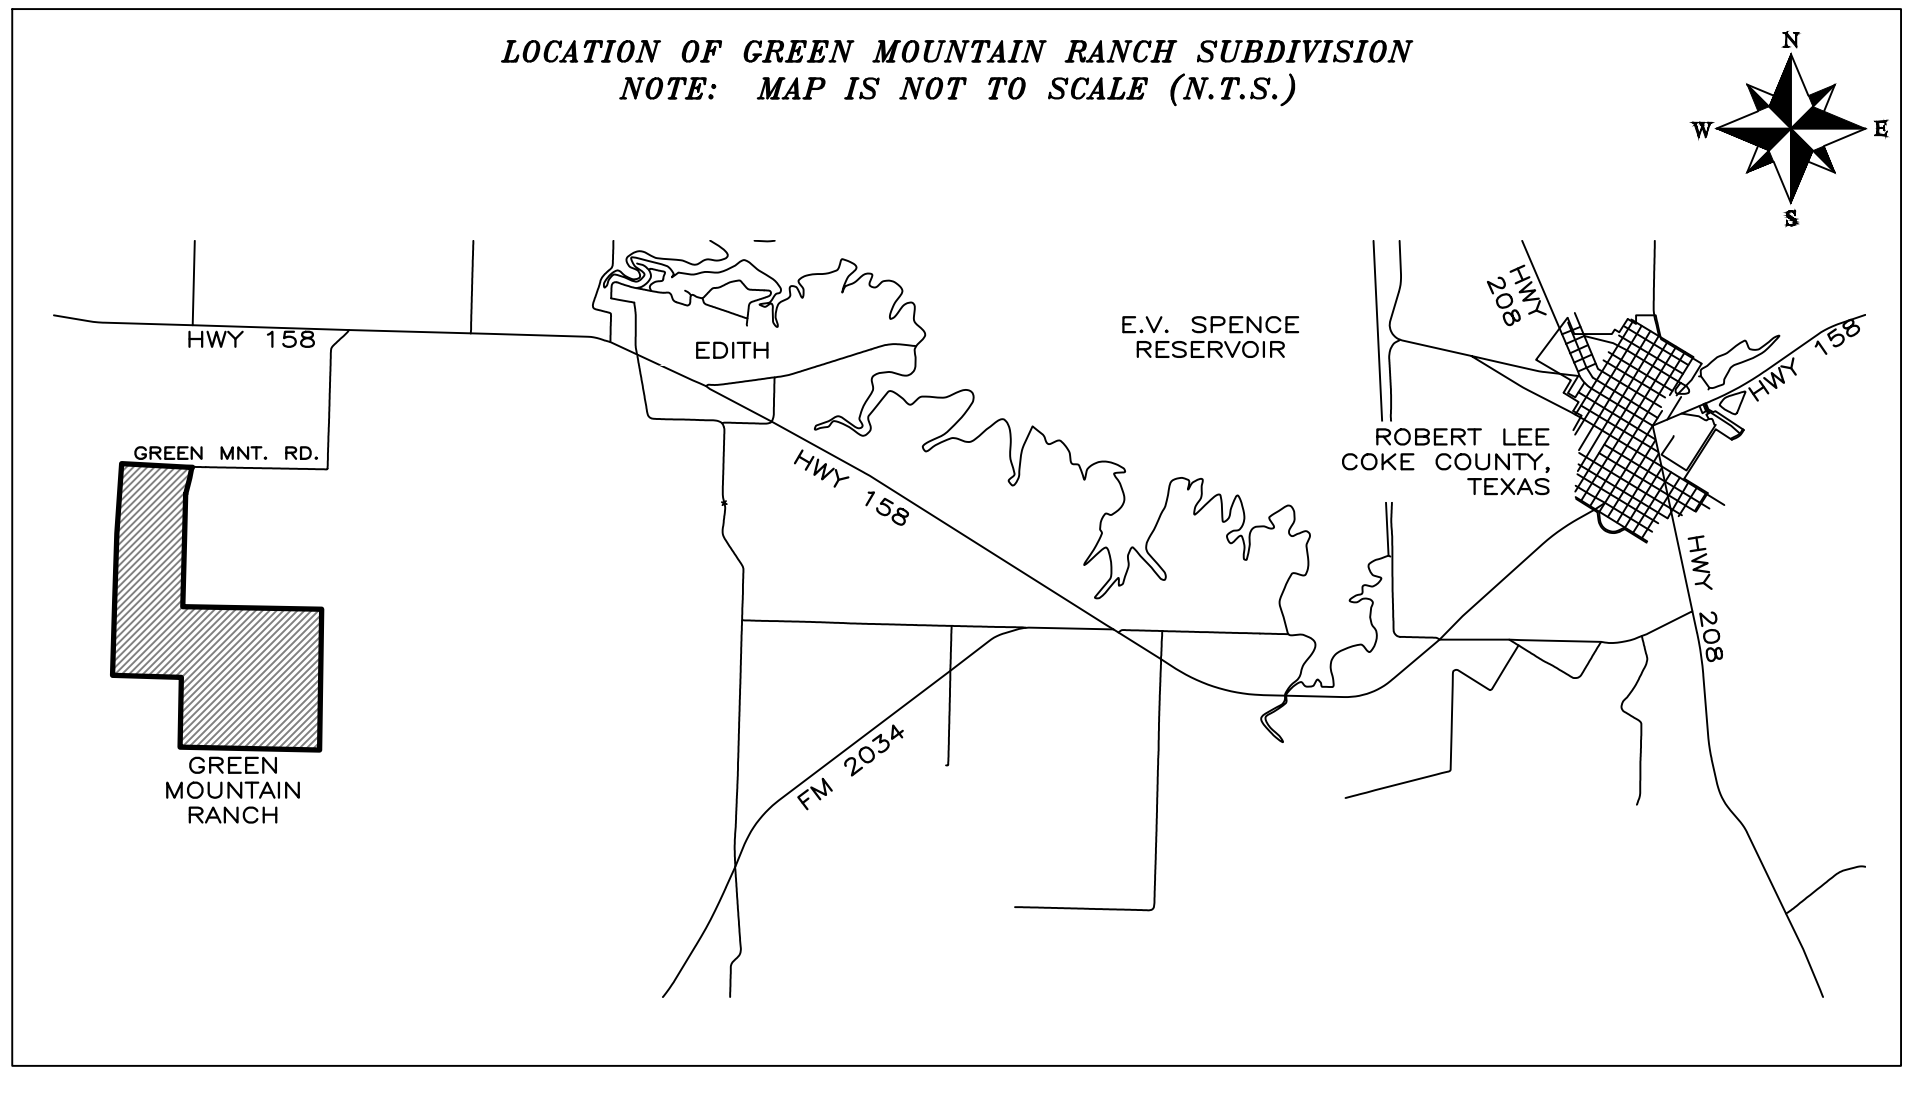 LOCATION OF GREEN MOUNTAIN RANCH SUBDIVISION
NOTE: MAP IS NOT TO SCALE (N.T.S.)
N
W
E
S
HWY 158
EDITH
E.V. SPENCE
RESERVOIR
HWY
208
HWY 158
GREEN MNT. RD.
HWY 158
ROBERT LEE
COKE COUNTY,
TEXAS
HWY 208
FM 2034
GREEN
MOUNTAIN
RANCH